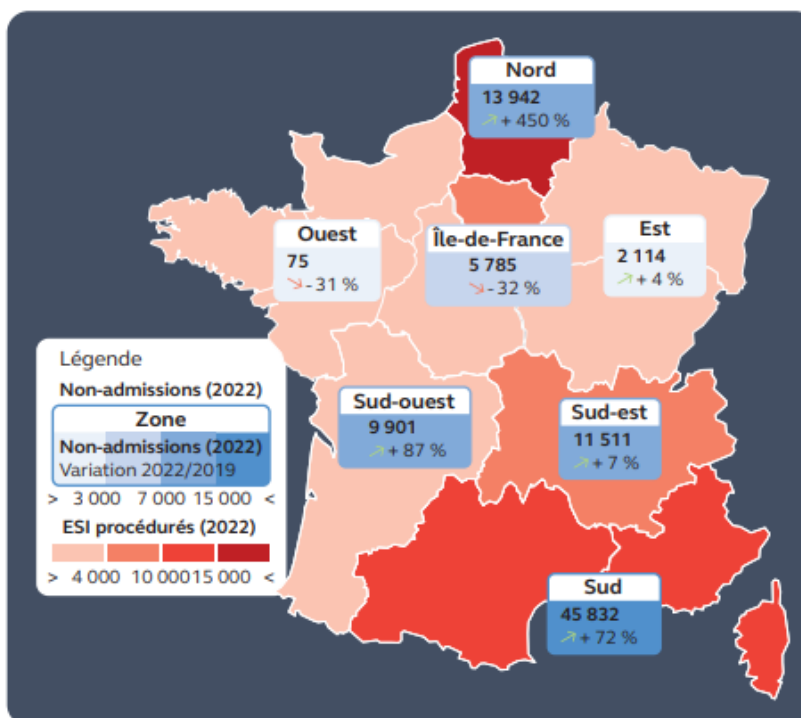 Nord
13 942
↗+ 450 %
Ouest
75
↘- 31 %
Île-de-France
5 785
↘- 32 %
Est
2 114
↗+ 4 %
Légende
Non-admissions (2022)
Zone
Non-admissions (2022)
Variation 2022/2019
> 3 000 7 000 15 000 <
ESI procédurés (2022)
> 4 000 10 000 15 000 <
Sud-ouest
9 901
↗+ 87 %
Sud-est
11 511
↗+ 7 %
Sud
45 832
↗+ 72 %